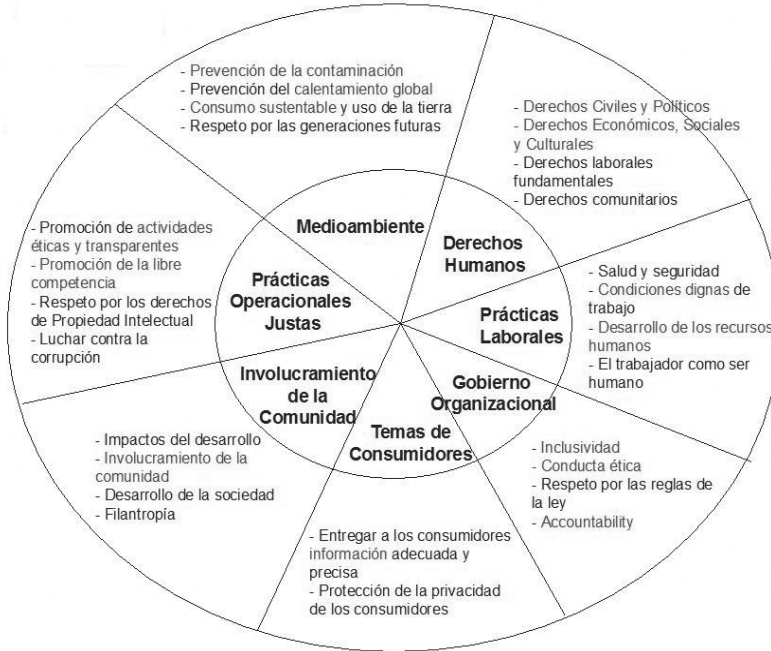 - Prevención de la contaminación
- Prevención del calentamiento global
- Consumo sustentable y uso de la tierra
- Respeto por las generaciones futuras
Medioambiente
- Derechos Civiles y Políticos
- Derechos Económicos, Sociales
y Culturales
- Derechos laborales
fundamentales
- Derechos comunitarios
Derechos
Humanos
- Salud y seguridad
- Condiciones dignas de
trabajo
- Desarrollo de los recursos
humanos
- El trabajador como ser
humano
Prácticas
Laborales
Gobierno
Organizacional
- Inclusividad
- Conducta ética
- Respeto por las reglas de
la ley
- Accountability
Temas de
Consumidores
- Entregar a los consumidores
información adecuada y
precisa
- Protección de la privacidad
de los consumidores
Involucramiento
de la
Comunidad
- Impactos del desarrollo
- Involucramiento de la
comunidad
- Desarrollo de la sociedad
- Filantropía
Prácticas
Operacionales
Justas
- Promoción de actividades
éticas y transparentes
- Promoción de la libre
competencia
- Respeto por los derechos
de Propiedad Intelectual
- Luchar contra la
corrupción